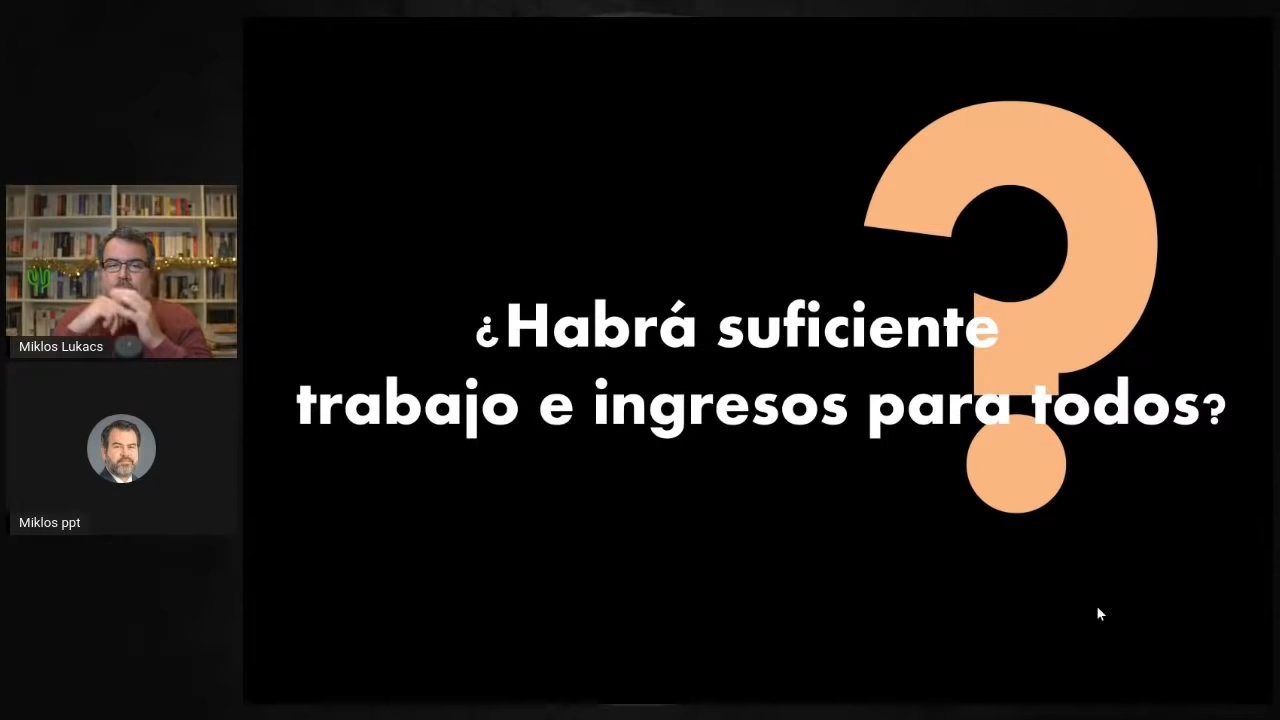 Miklos Lukacs
Miklos ppt
¿Habrá suficiente
trabajo e ingresos para todos?